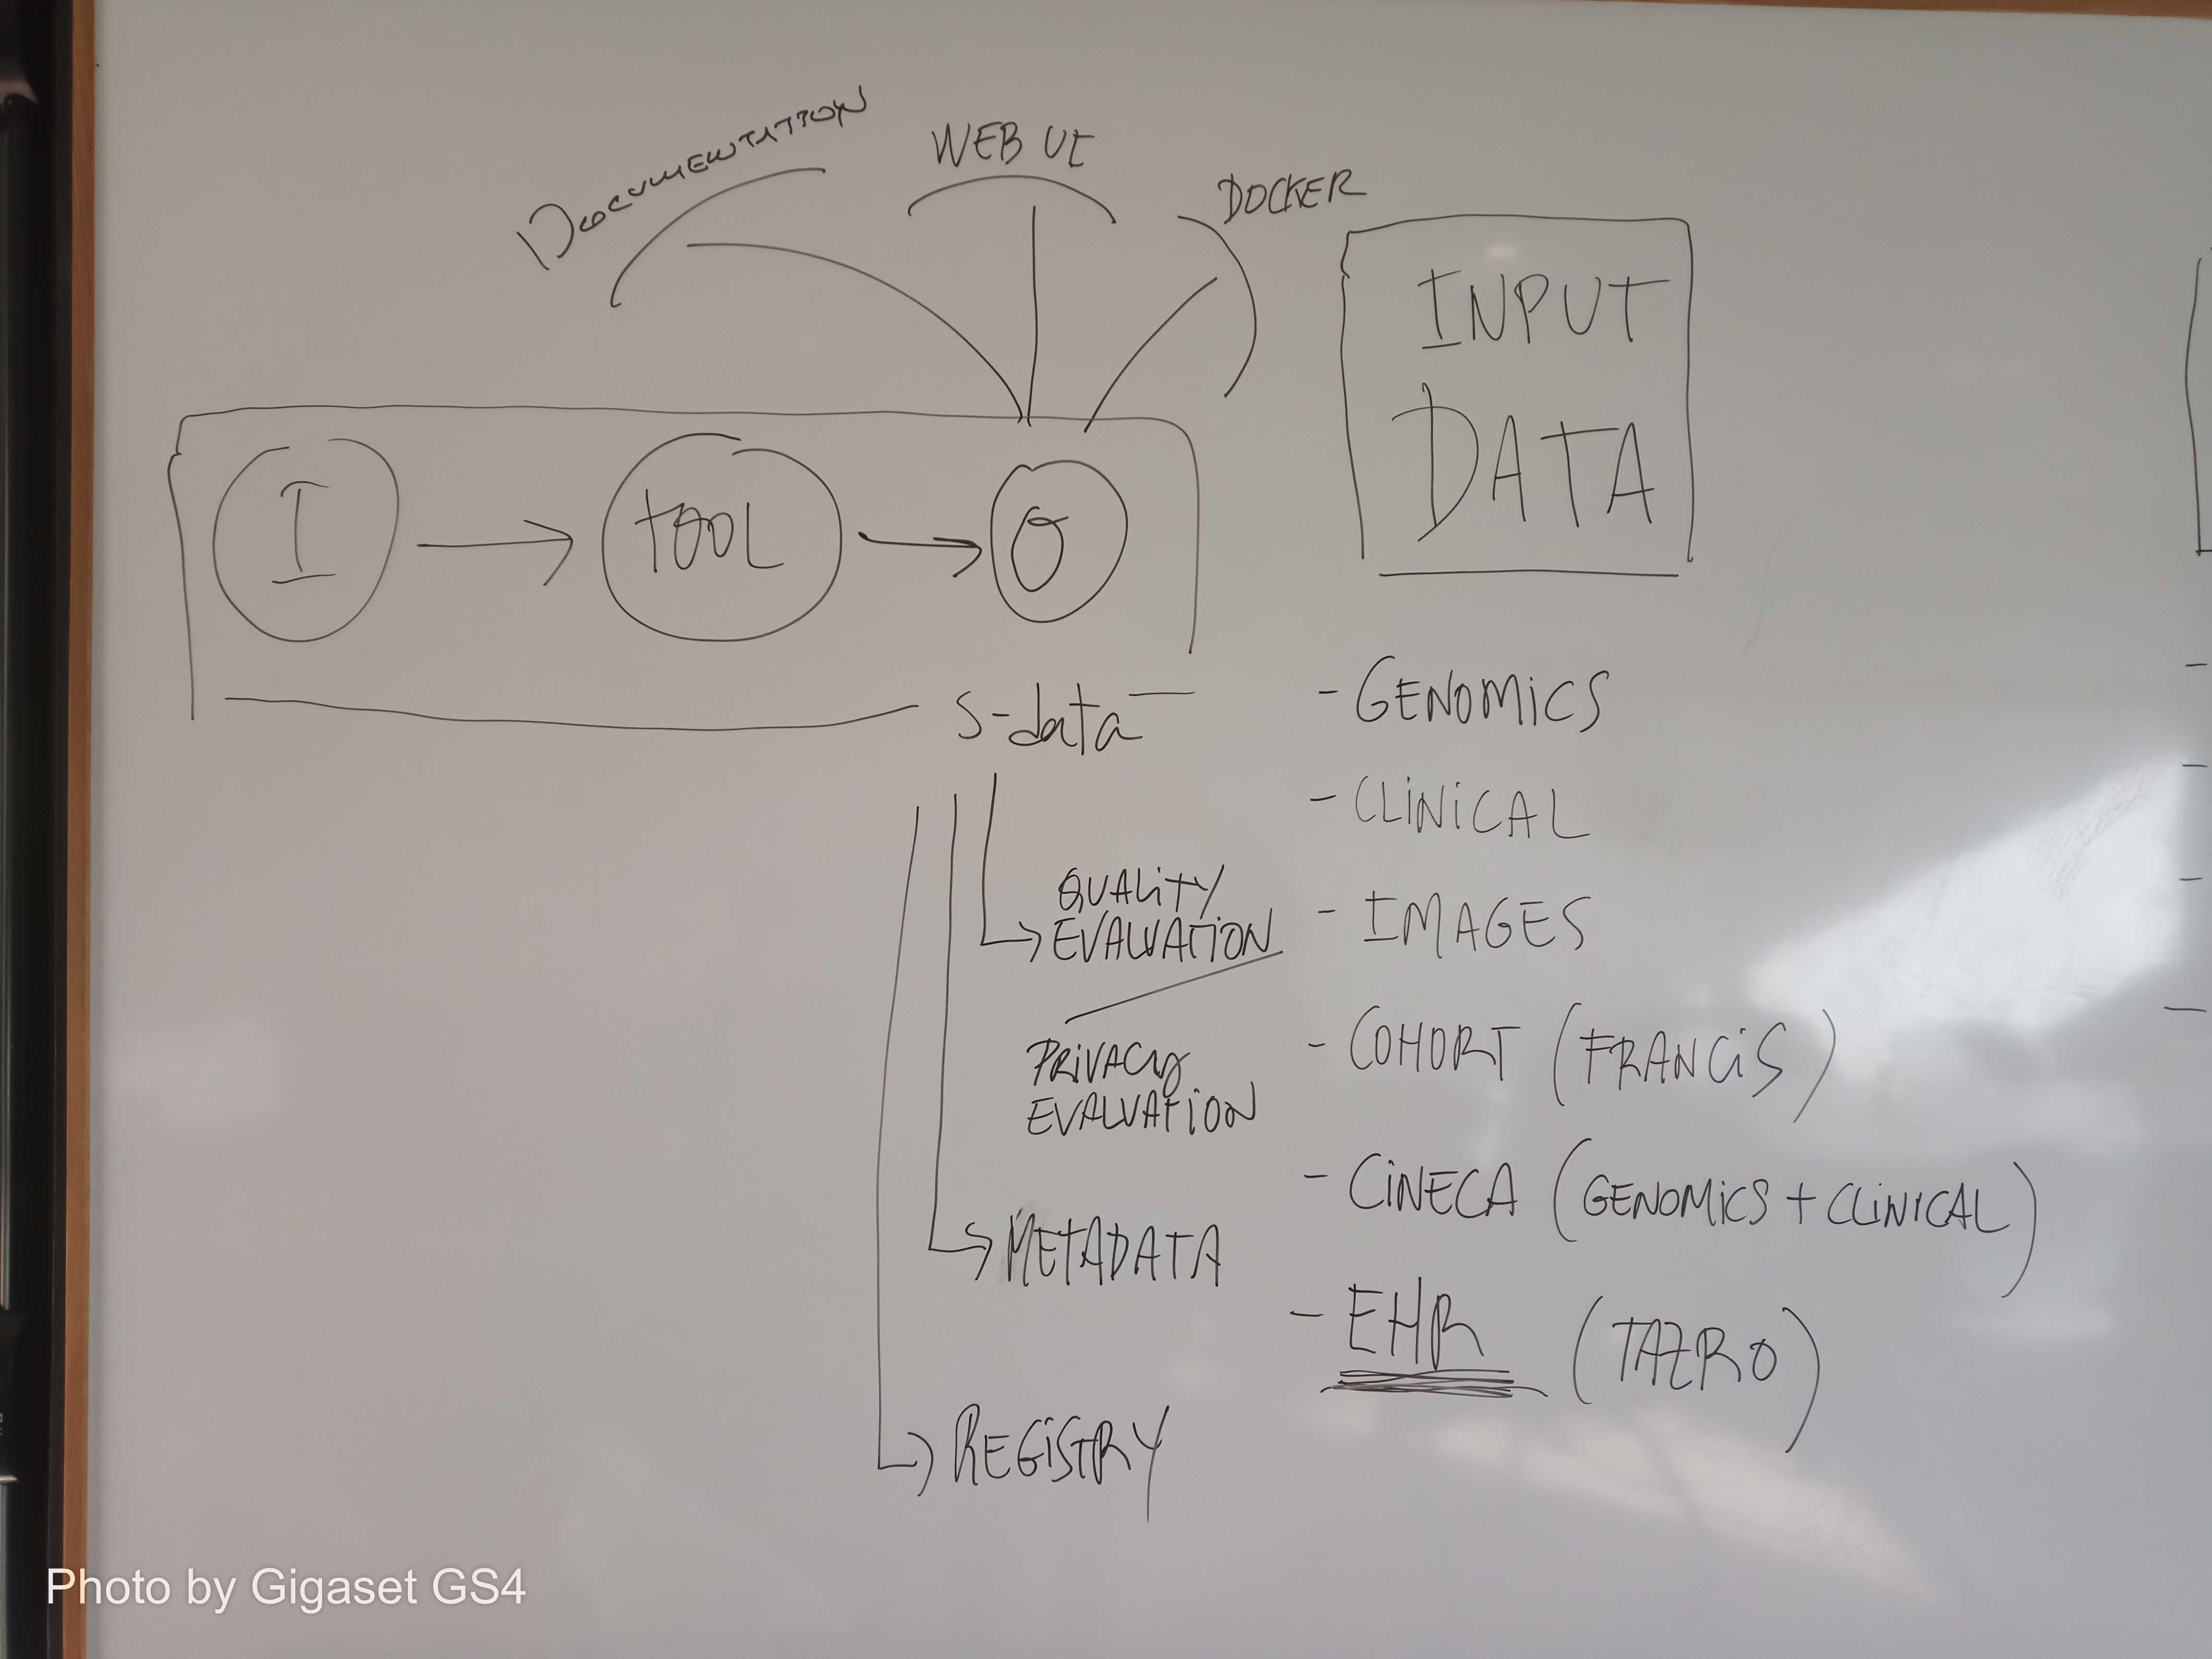 DOCUMENTATION
WEB UI
DOCKER
I
TOOL
O
S-data
QUALITY
EVALUATION
PRIVACY
EVALUATION
METADATA
REGISTRY
INPUT
DATA
- GENOMICS
- CLINICAL
- IMAGES
- COHORT (FRANCIS)
- CINECA (GENOMICS + CLINICAL)
- EHR (TAZRO)
Photo by Gigaset GS4